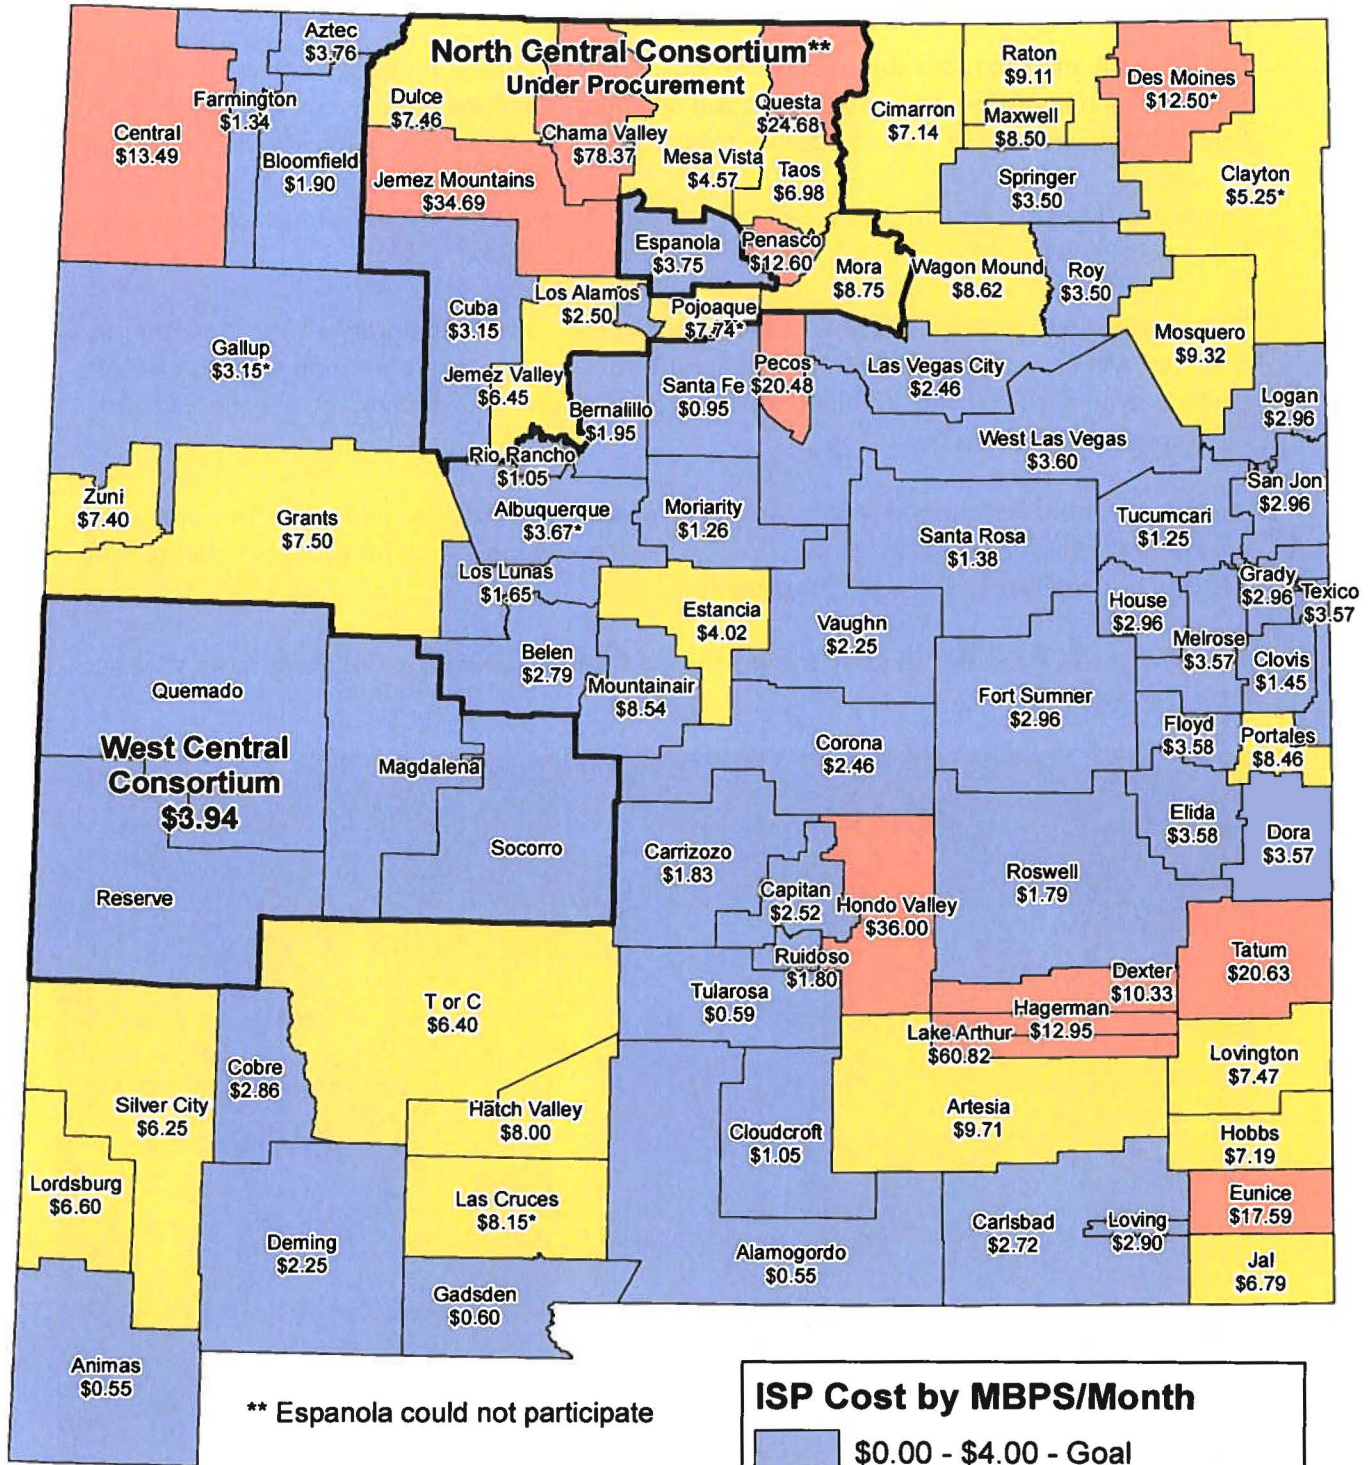 Aztec
$3.76
North Central Consortium**
Under Procurement
Raton
$9.11
Des Moines
$12.50*
Farmington
$1.34
Dulce
$7.46
Questa
$24.68
Cimarron
$7.14
Maxwell
$8.50
Central
$13.49
Chama Valley
$78.37
Bloomfield
$1.90
Mesa Vista
$4.57
Taos
$6.98
Springer
$3.50
Clayton
$5.25*
Jemez Mountains
$34.69
Espanola
$3.75
Penasco
$12.60
Mora
$8.75
Wagon Mound
$8.62
Roy
$3.50
Los Alamos
$2.50
Cuba
$3.15
Pojoaque
$7.74*
Mosquero
$9.32
Gallup
$3.15*
Jemez Valley
$6.45
Santa Fe
$0.95
Pecos
$20.48
Las Vegas City
$2.46
Logan
$2.96
Bernalillo
$1.95
West Las Vegas
$3.60
Rio Rancho
$1.05
San Jon
$2.96
Zuni
$7.40
Grants
$7.50
Albuquerque
$3.67*
Moriarity
$1.26
Santa Rosa
$1.38
Tucumcari
$1.25
Los Lunas
$1.65
Grady
$2.96
Texico
$3.57
Estancia
$4.02
Vaughn
$2.25
House
$2.96
Melrose
$3.57
Clovis
$1.45
Belen
$2.79
Quemado
Mountainair
$8.54
Fort Sumner
$2.96
Floyd
$3.58
Portales
$8.46
West Central
Consortium
$3.94
Magdalena
Corona
$2.46
Elida
$3.58
Dora
$3.57
Socorro
Carrizozo
$1.83
Roswell
$1.79
Reserve
Capitan
$2.52
Hondo Valley
$36.00
Tatum
$20.63
Ruidoso
$1.80
Dexter
$10.33
T or C
$6.40
Tularosa
$0.59
Hagerman
$12.95
Lake Arthur
$60.82
Lovington
$7.47
Cobre
$2.86
Silver City
$6.25
Hatch Valley
$8.00
Artesia
$9.71
Cloudcroft
$1.05
Hobbs
$7.19
Lordsburg
$6.60
Las Cruces
$8.15*
Eunice
$17.59
Carlsbad
$2.72
Loving
$2.90
Deming
$2.25
Alamogordo
$0.55
Jal
$6.79
Gadsden
$0.60
Animas
$0.55
** Espanola could not participate
ISP Cost by MBPS/Month
$0.00 - $4.00 - Goal